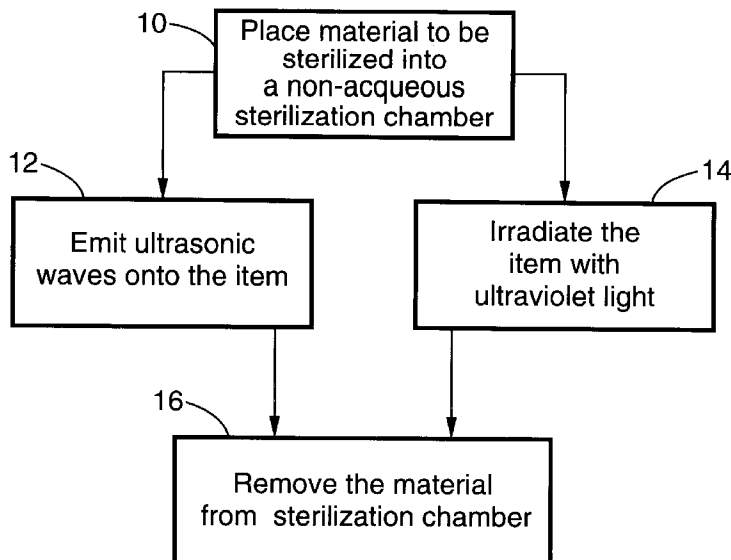 10
Place material to be
sterilized into
a non-acqueous
sterilization chamber
12
Emit ultrasonic
waves onto the item
14
Irradiate the
item with
ultraviolet light
16
Remove the material
from sterilization chamber